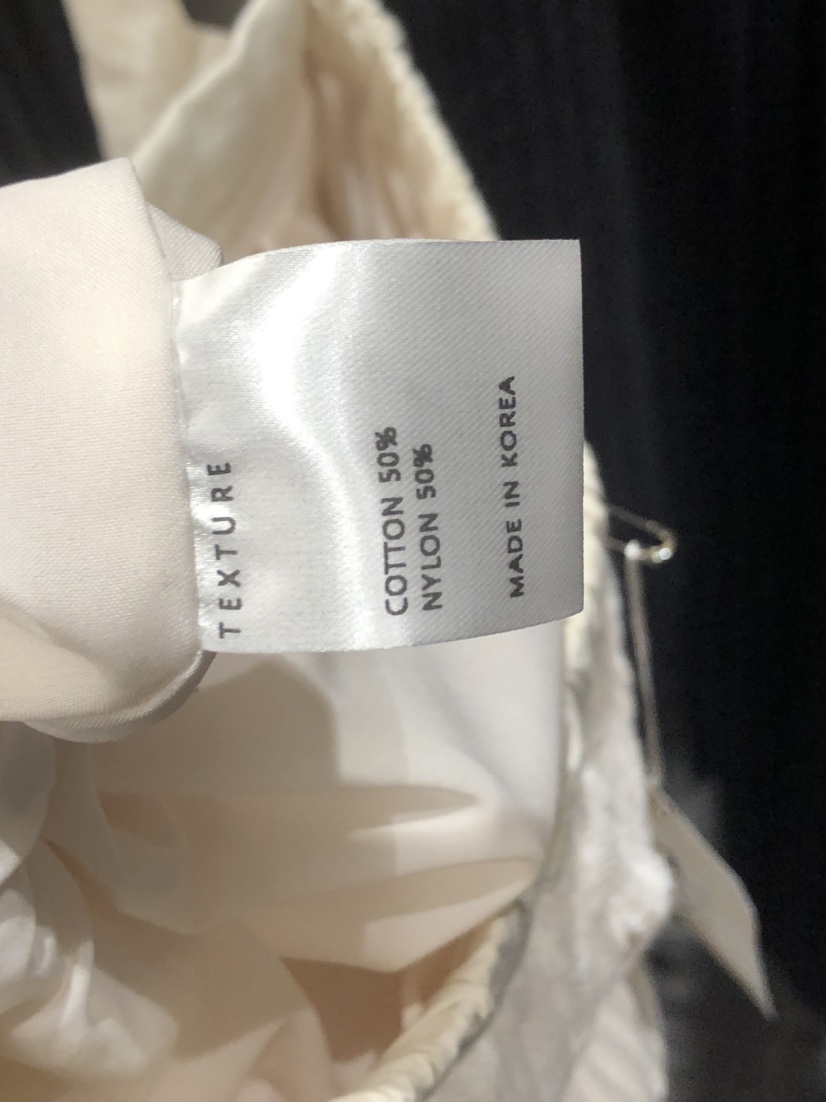 TEXTURE
COTTON 50%
NYLON 50%
MADE IN KOREA